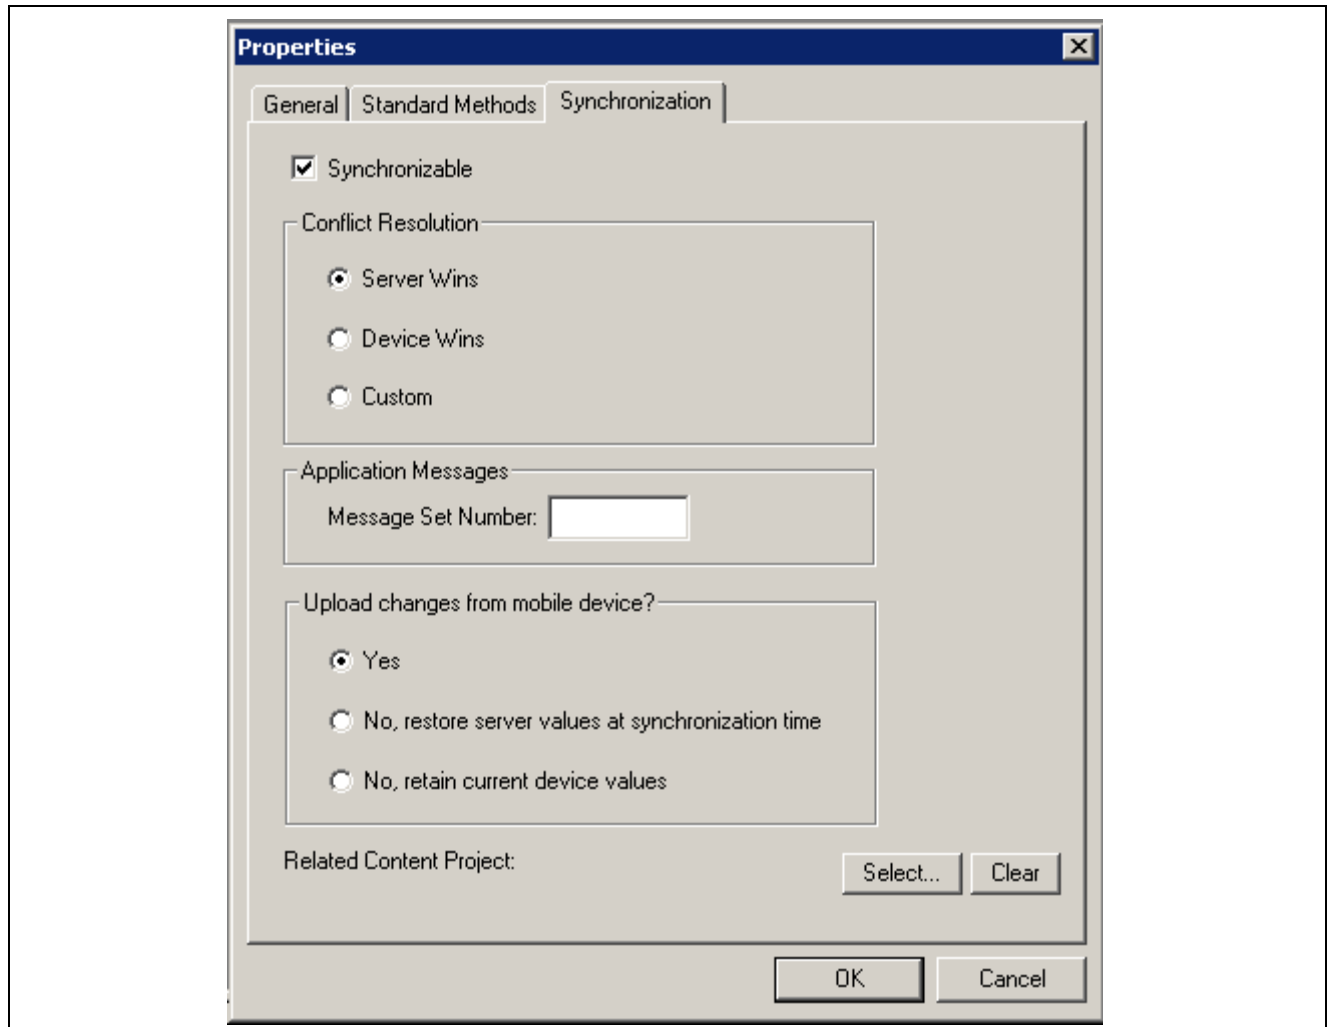 Properties
General Standard Methods Synchronization
Synchronizable
Conflict Resolution
Server Wins
Device Wins
Custom
Application Messages
Message Set Number:
Upload changes from mobile device?
Yes
No, restore server values at synchronization time
No, retain current device values
Related Content Project:
Select... Clear
OK Cancel